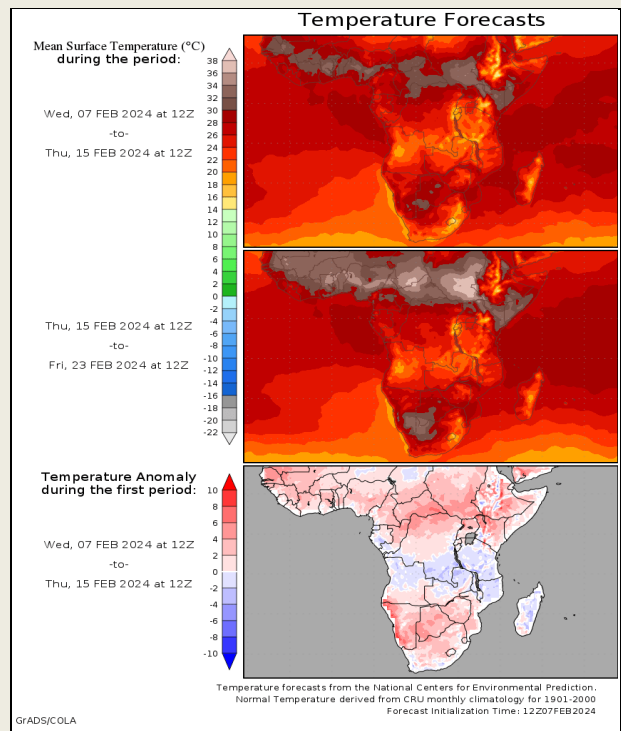 Temperature Forecasts
Mean Surface Temperature (°C)
during the period:
Wed, 07 FEB 2024 at 12Z
-to-
Thu, 15 FEB 2024 at 12Z
38
36
34
32
30
28
26
24
22
20
18
16
14
12
10
8
6
4
2
0
-2
-4
-6
-8
-10
-12
-14
-16
-18
-20
-22
Thu, 15 FEB 2024 at 12Z
-to-
Fri, 23 FEB 2024 at 12Z
Temperature Anomaly
during the first period:
Wed, 07 FEB 2024 at 12Z
-to-
Thu, 15 FEB 2024 at 12Z
10
8
6
4
2
0
-2
-4
-6
-8
-10
Temperature forecasts from the National Centers for Environmental Prediction.
Normal Temperature derived from CRU monthly climatology for 1901-2000
Forecast Initialization Time: 12Z07FEB2024
GrADS/COLA